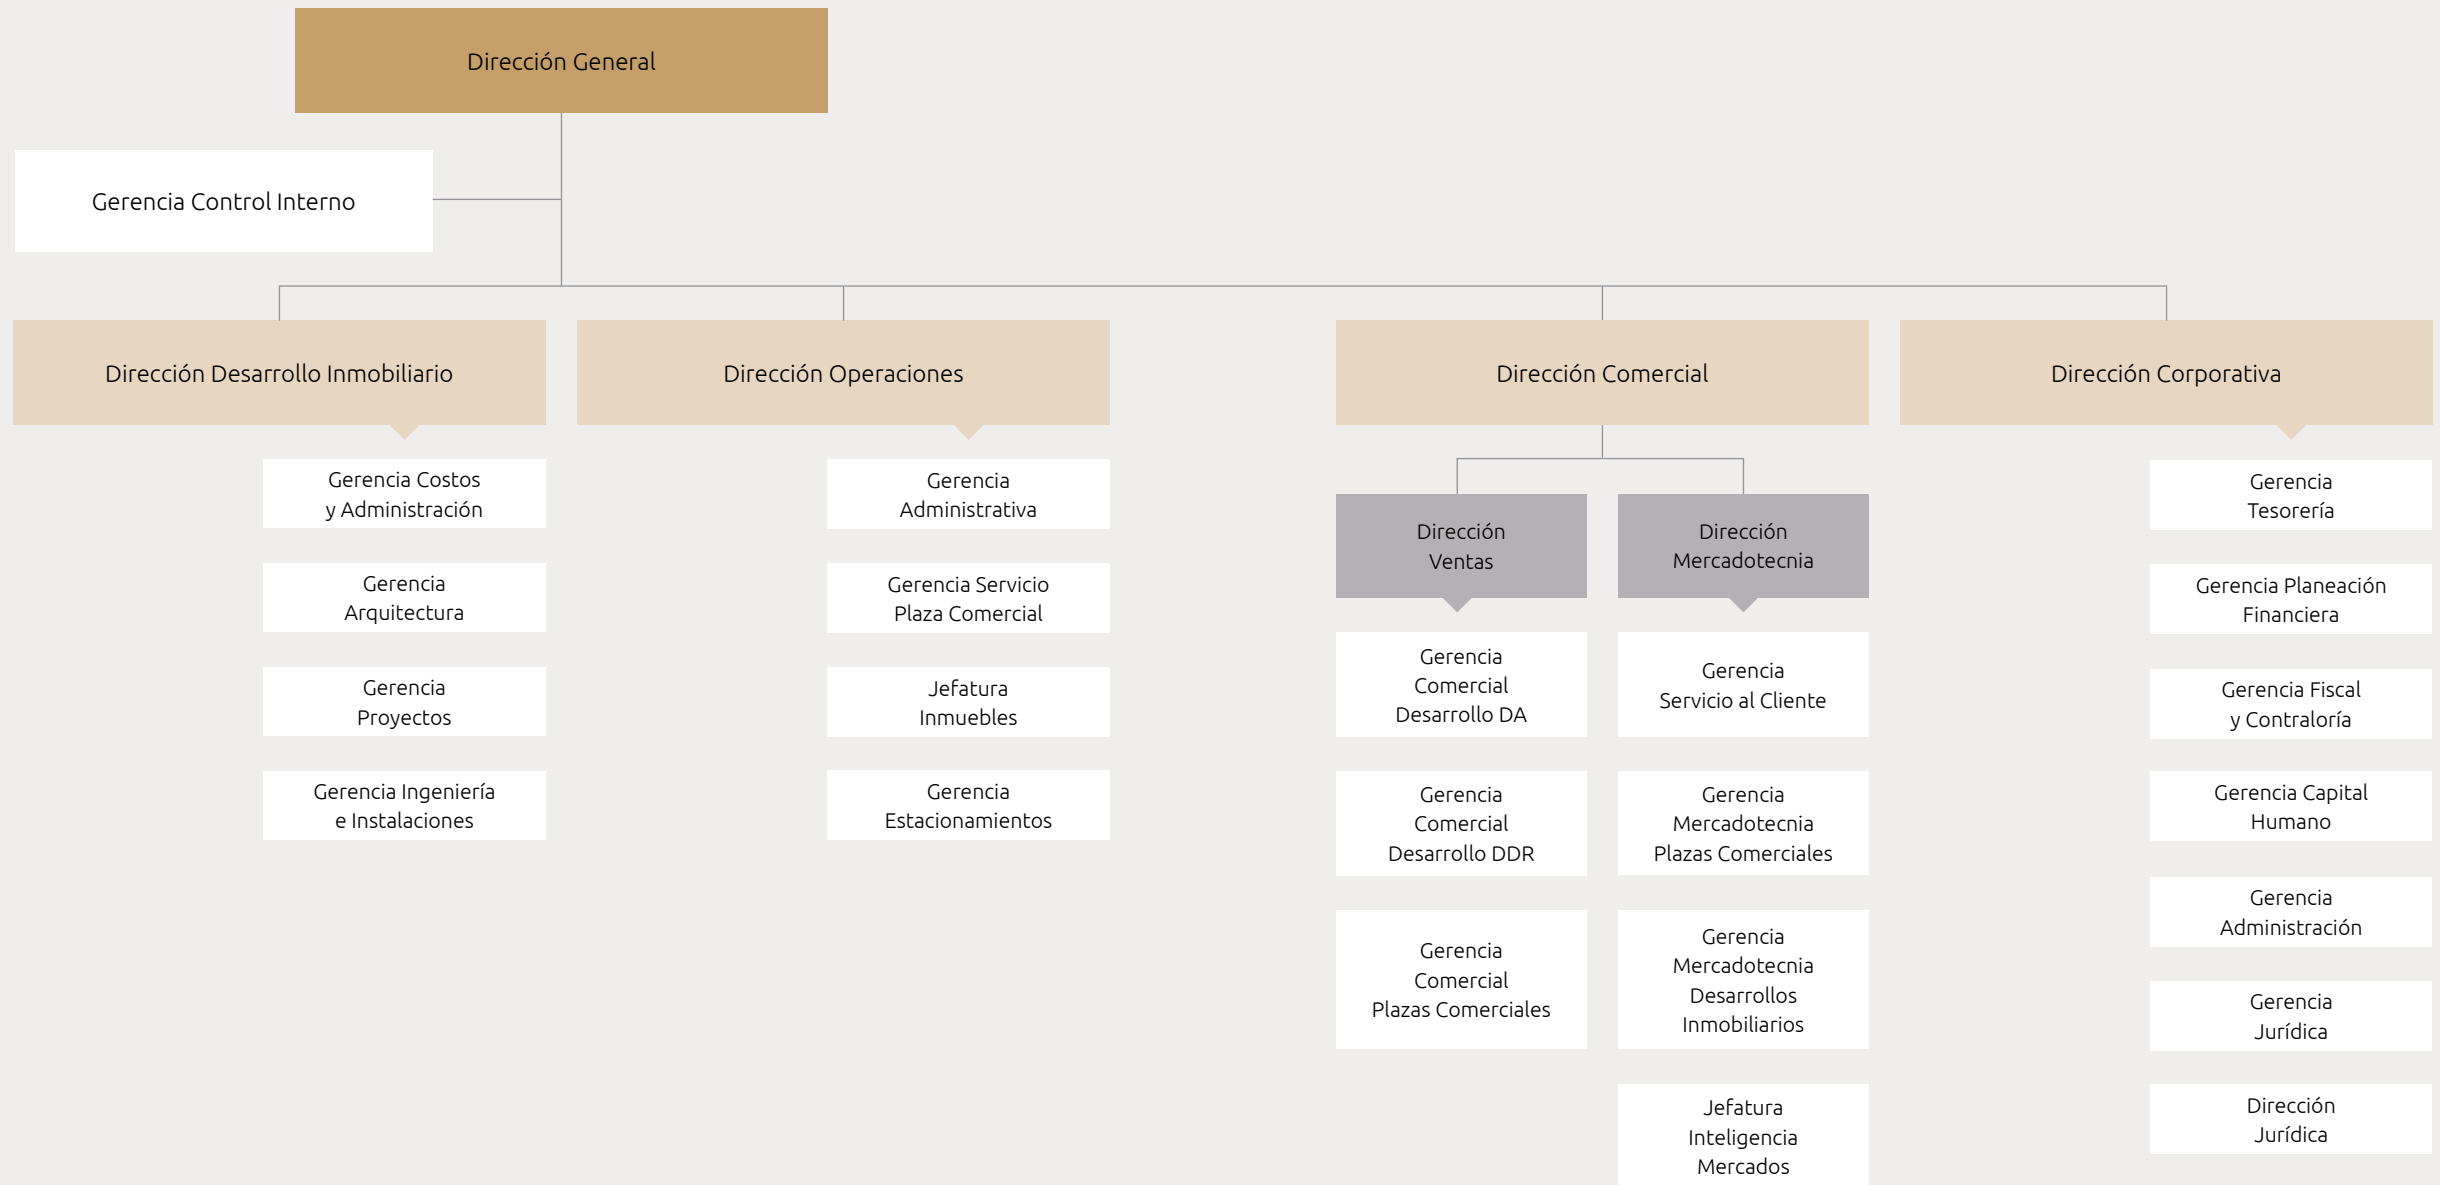 Dirección General
Gerencia Control Interno
Dirección Desarrollo Inmobiliario
Gerencia Costos
y Administración
Gerencia
Arquitectura
Gerencia
Proyectos
Gerencia Ingeniería
e Instalaciones
Dirección Operaciones
Gerencia
Administrativa
Gerencia Servicio
Plaza Comercial
Jefatura
Inmuebles
Gerencia
Estacionamientos
Dirección Comercial
Dirección
Ventas
Gerencia
Comercial
Desarrollo DA
Gerencia
Comercial
Desarrollo DDR
Gerencia
Comercial
Plazas Comerciales
Dirección
Mercadotecnia
Gerencia
Servicio al Cliente
Gerencia
Mercadotecnia
Plazas Comerciales
Gerencia
Mercadotecnia
Desarrollos
Inmobiliarios
Jefatura
Inteligencia
Mercados
Dirección Corporativa
Gerencia
Tesorería
Gerencia Planeación
Financiera
Gerencia Fiscal
y Contraloría
Gerencia Capital
Humano
Gerencia
Administración
Gerencia
Jurídica
Dirección
Jurídica